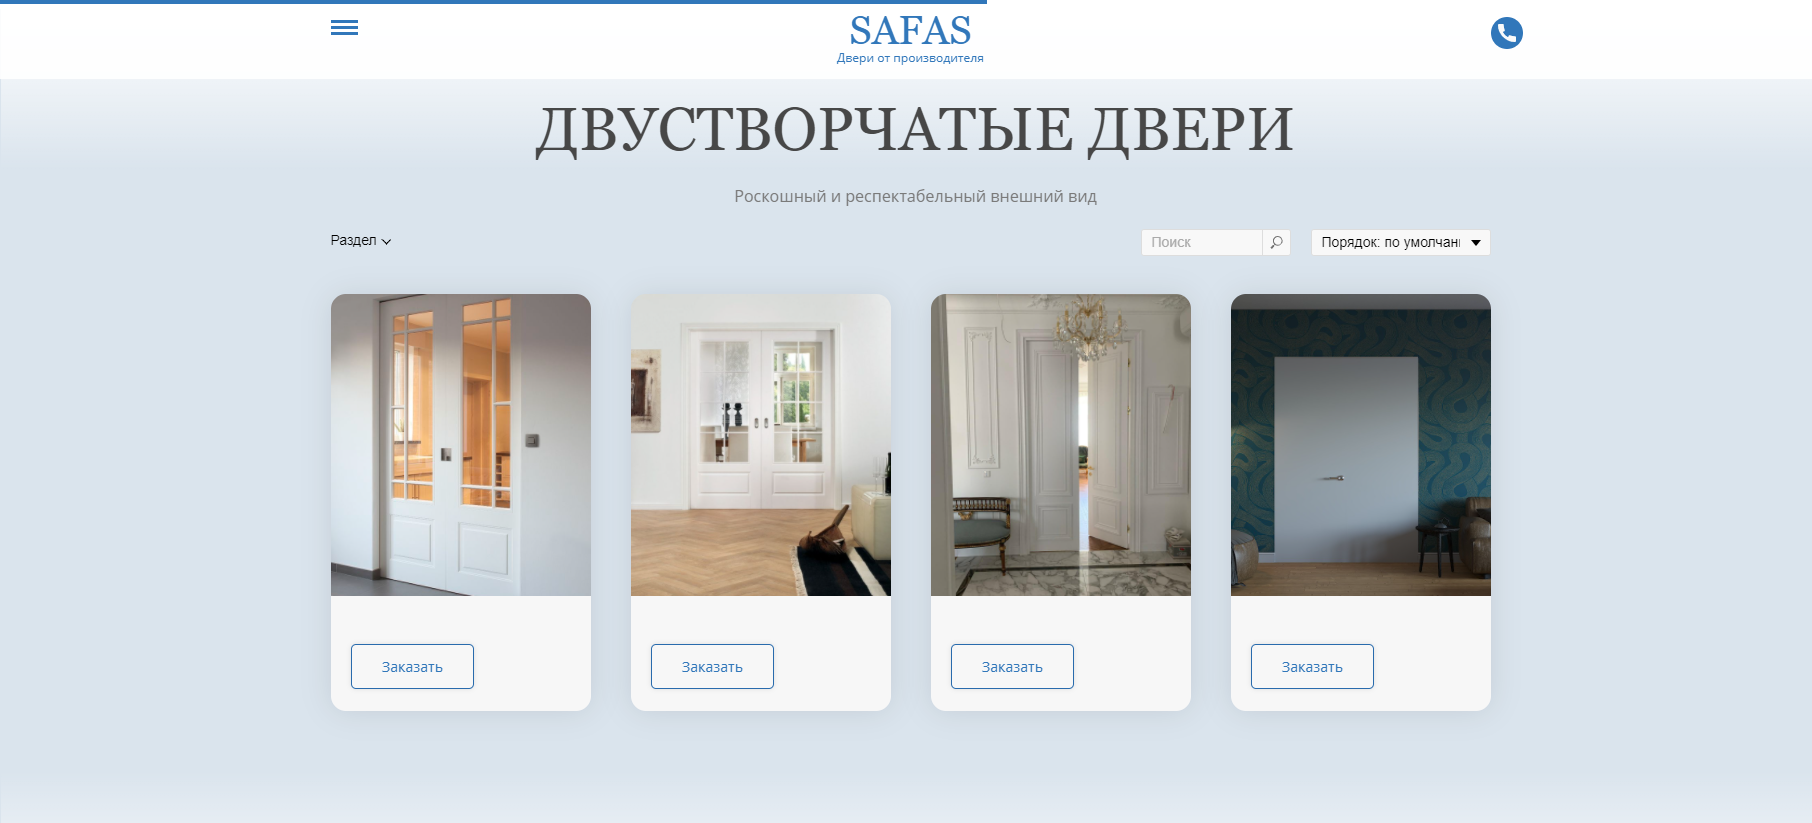 SAFAS
Двери от производителя
ДВУСТВОРЧАТЫЕ ДВЕРИ
Роскошный и респектабельный внешний вид
Раздел
Поиск
Порядок: по умолчан
Заказать
Заказать
Заказать
Заказать